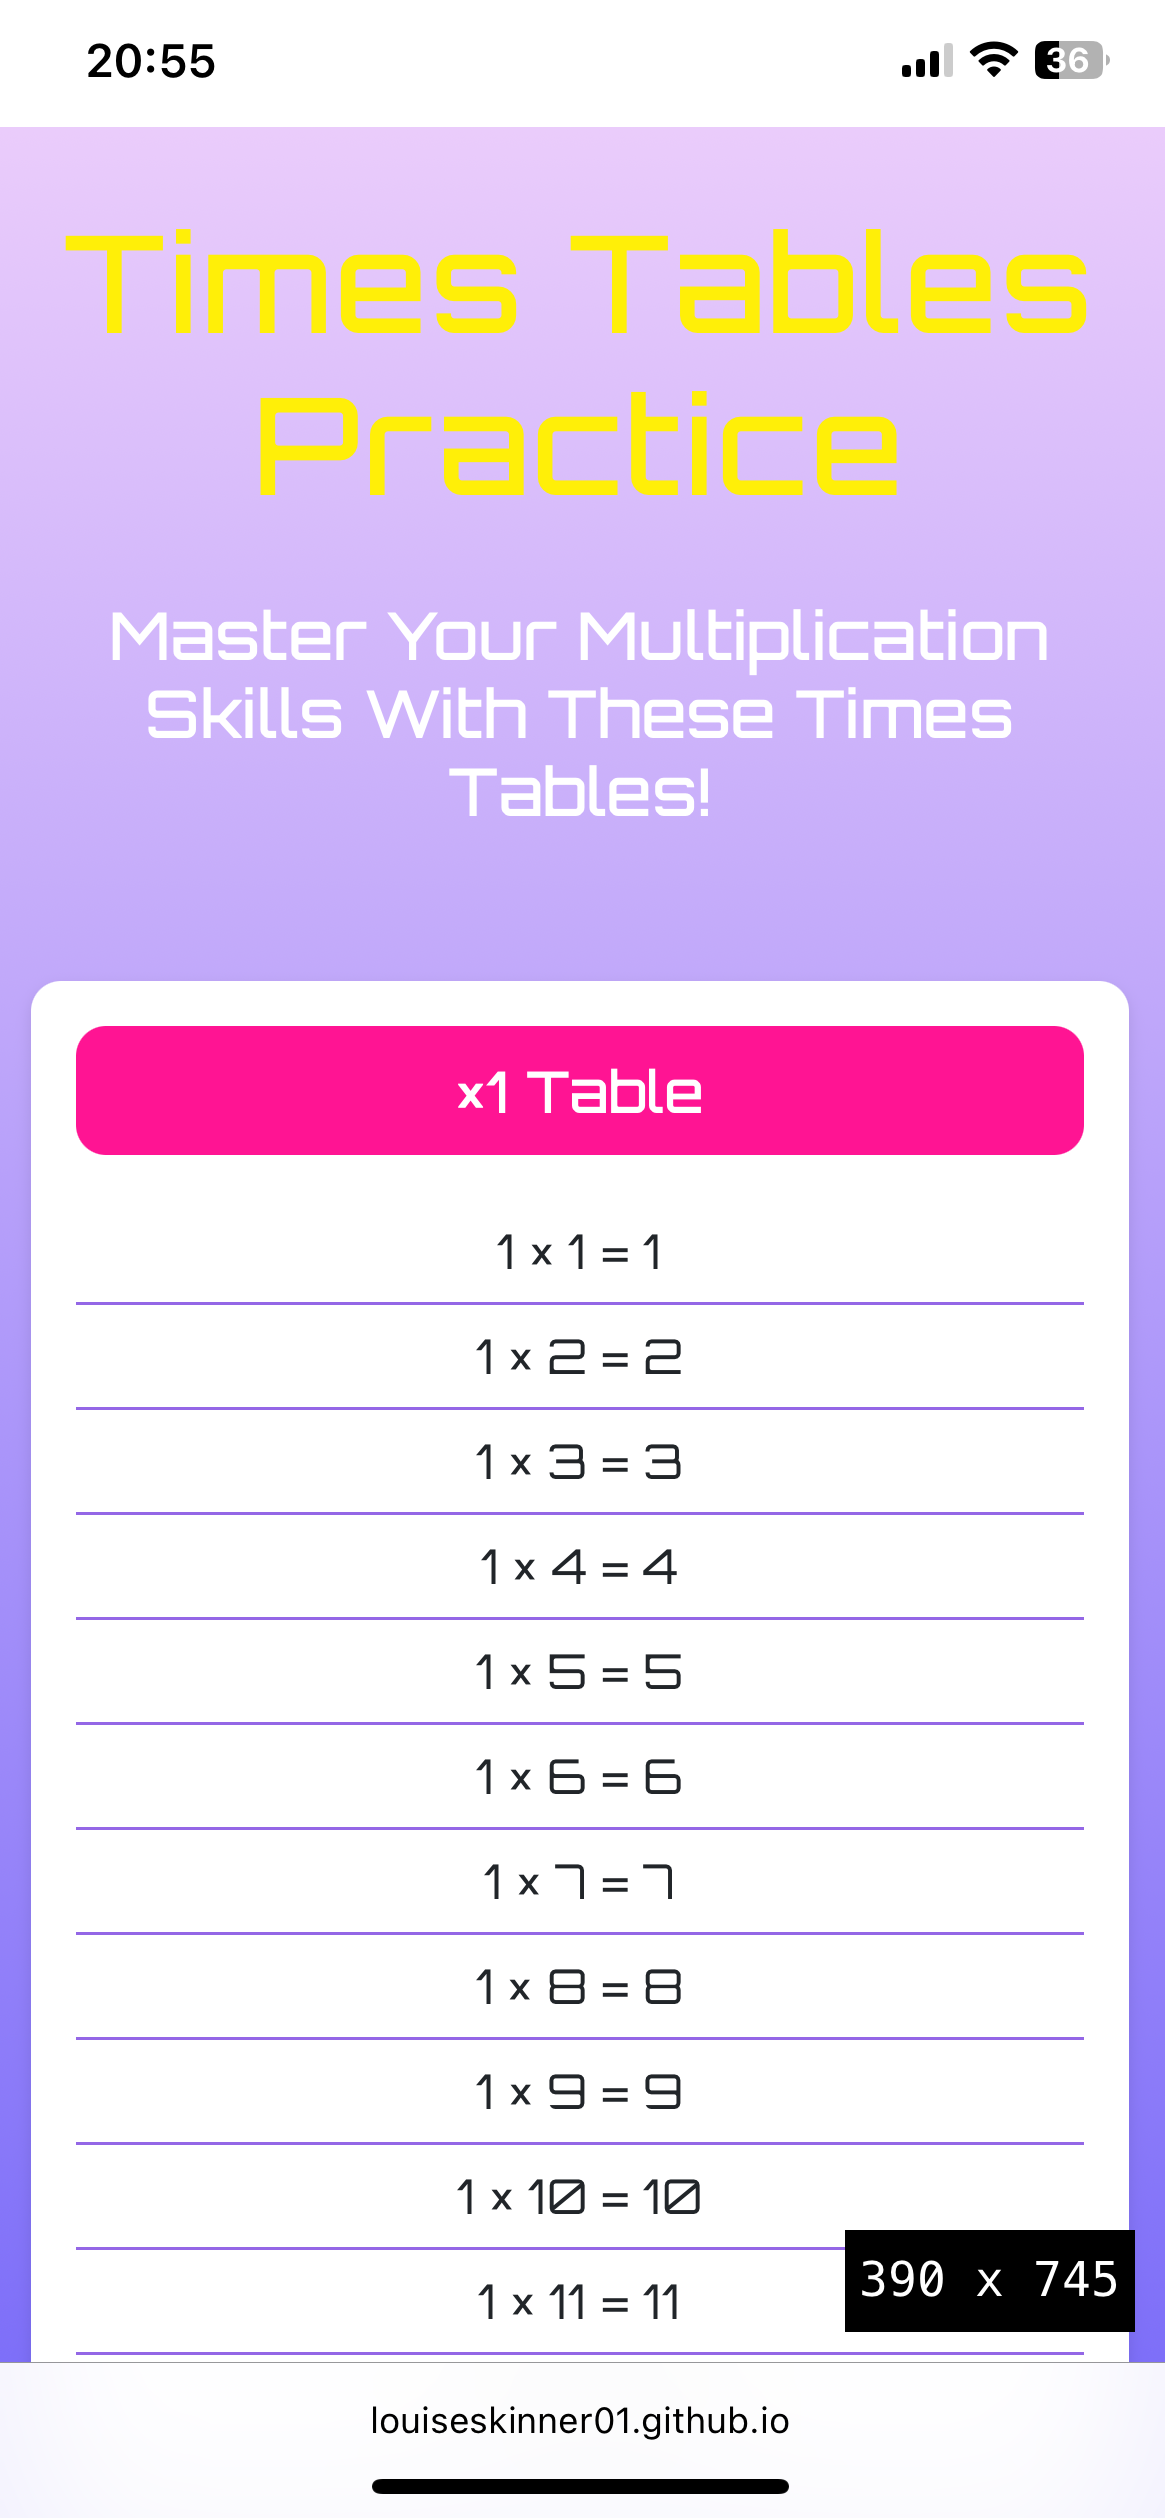 20:55
36
Times Tables
Practice
Master Your Multiplication
Skills With These Times
Tables!
x1 Table
1 x 1 = 1
1 x 2 = 2
1 x 3 = 3
1 x 4 = 4
1 x 5 = 5
1 x 6 = 6
1 x 7 = 7
1 x 8 = 8
1 x 9 = 9
1 x 10 = 10
1 x 11 = 11
390 x 745
louiseskinner01.github.io